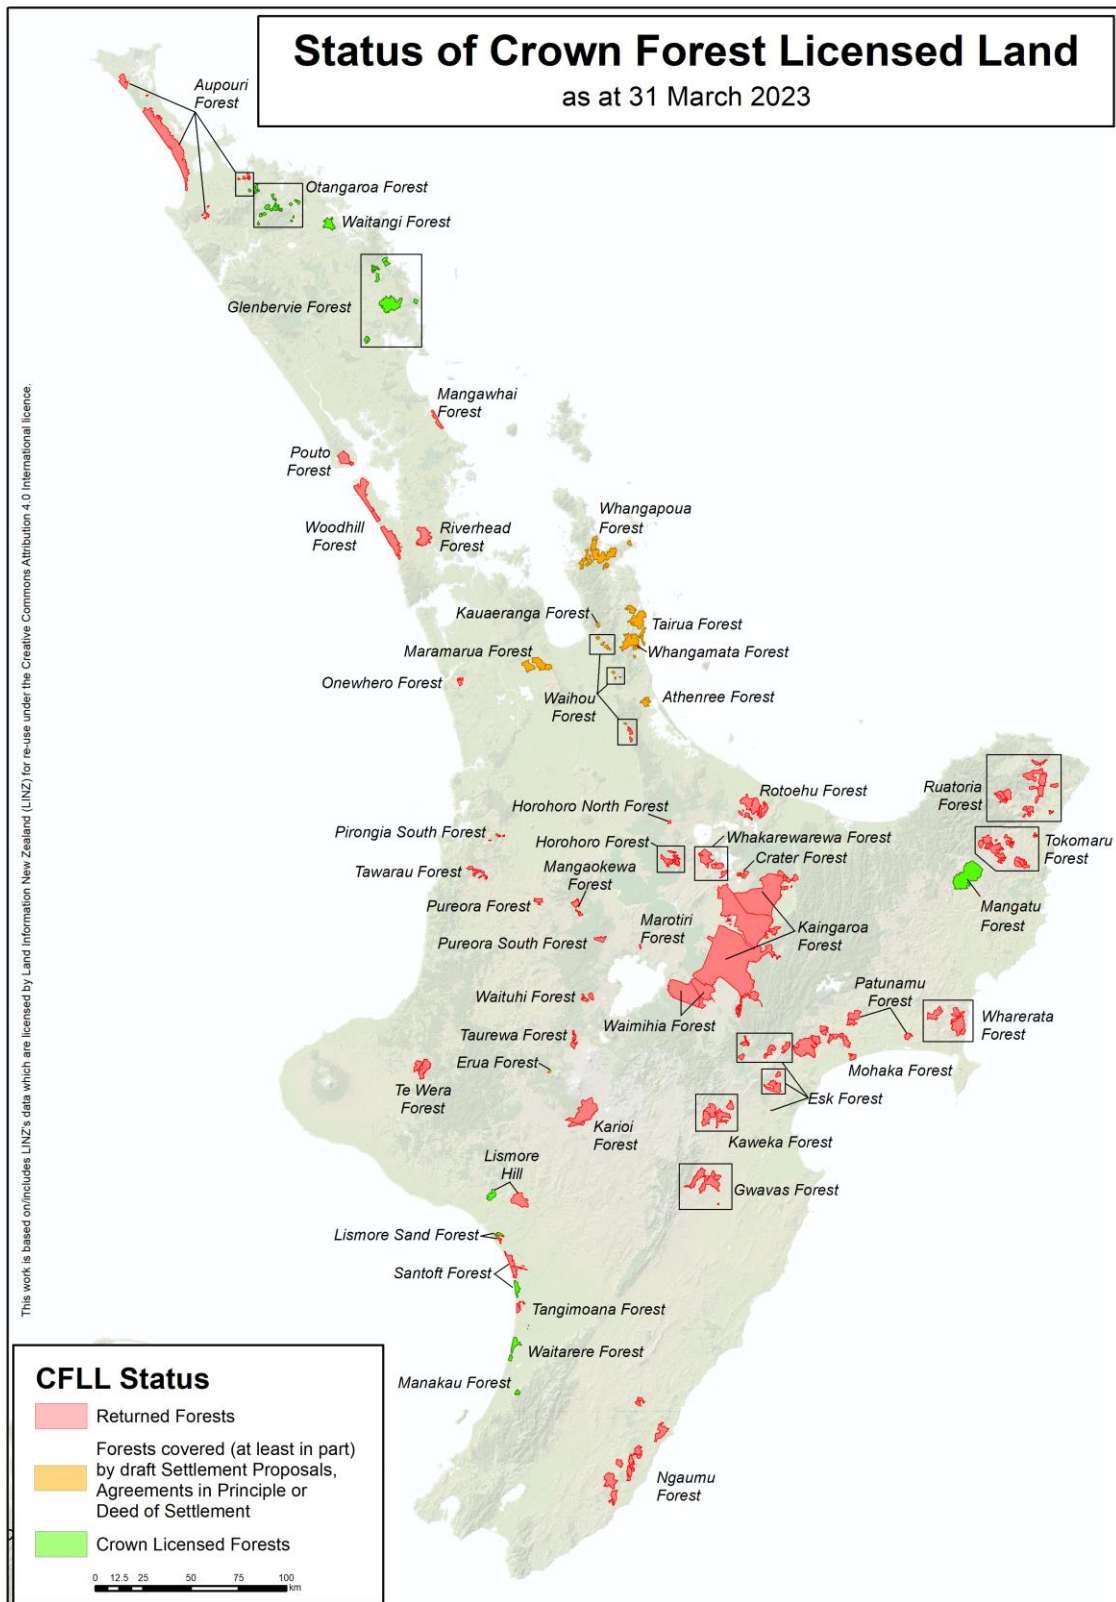 Status of Crown Forest Licensed Land
as at 31 March 2023
Aupouri
Forest
Otangaroa Forest
Waitangi Forest
Glenbervie Forest
Mangawhai
Forest
Pouto
Forest
Woodhill
Forest
Riverhead
Forest
Whangapoua
Forest
Kauaeranga Forest
Tairua Forest
Maramarua Forest
Whangamata Forest
Onewhero Forest
Waihou
Forest
Athenree Forest
Ruatoria
Forest
Rotoehu Forest
Horohoro North Forest
Pirongia South Forest
Whakarewarewa Forest
Tokomaru
Forest
Horohoro Forest
Crater Forest
Tawarau Forest
Mangaokewa
Forest
Pureora Forest
Mangatu
Forest
Marotiri
Forest
Kaingaroa
Forest
Pureora South Forest
Patunamu
Forest
Waituhi Forest
Wharerata
Forest
Waimihia Forest
Taurewa Forest
Erua Forest
Mohaka Forest
Te Wera
Forest
Esk Forest
Karioi
Forest
Kaweka Forest
Lismore
Hill
Gwavas Forest
Lismore Sand Forest
Santoft Forest
Tangimoana Forest
Waitarere Forest
Manakau Forest
Ngaumu
Forest
This work is based on/includes LINZ's data which are licensed by Land Information New Zealand (LINZ) for re-use under the Creative Commons Attribution 4.0 International licence.
CFLL Status
Returned Forests
Forests covered (at least in part)
by draft Settlement Proposals,
Agreements in Principle or
Deed of Settlement
Crown Licensed Forests
0 12.5 25 50 75 100
km